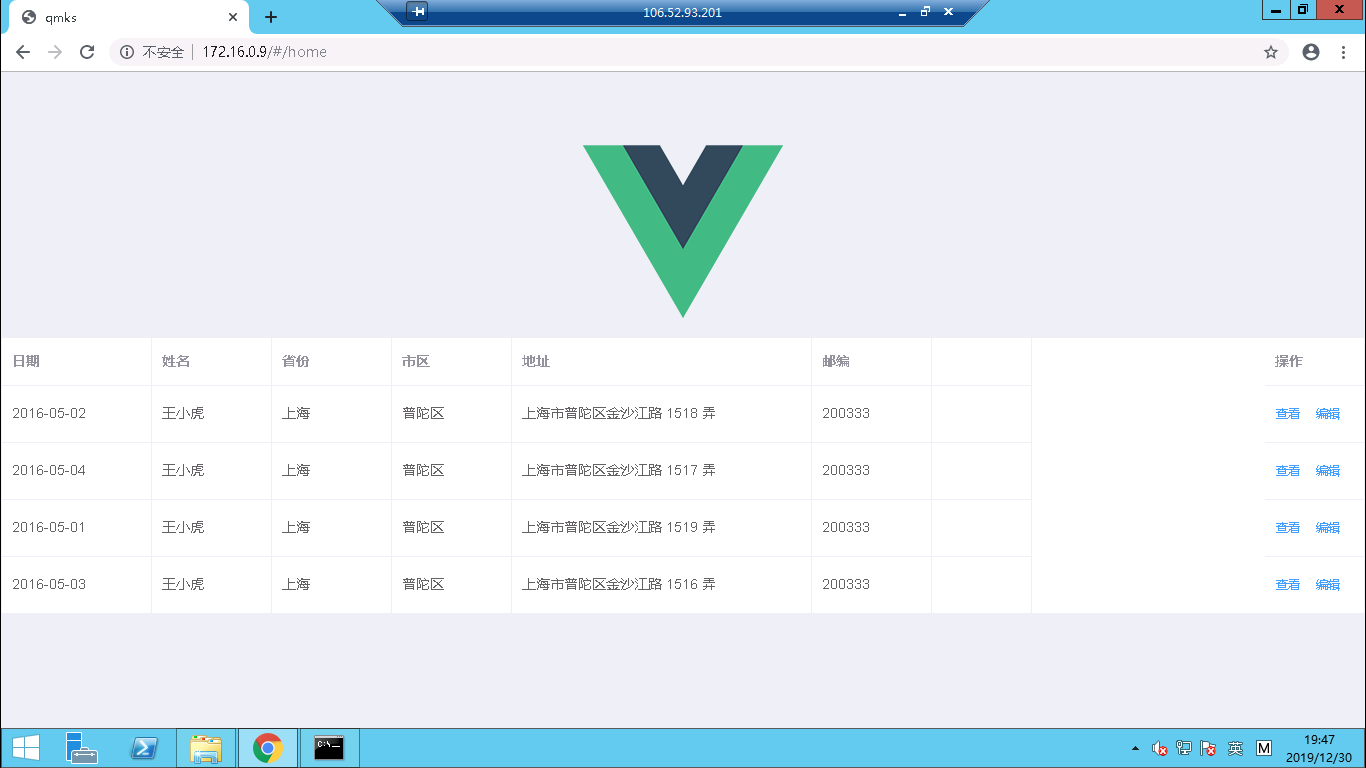 qmks
106.52.93.201
不安全 172.16.0.9/#/home
日期 姓名 省份 市区 地址 邮编 操作
2016-05-02 王小虎 上海 普陀区 上海市普陀区金沙江路 1518 弄 200333 查看 编辑
2016-05-04 王小虎 上海 普陀区 上海市普陀区金沙江路 1517 弄 200333 查看 编辑
2016-05-01 王小虎 上海 普陀区 上海市普陀区金沙江路 1519 弄 200333 查看 编辑
2016-05-03 王小虎 上海 普陀区 上海市普陀区金沙江路 1516 弄 200333 查看 编辑
C:\
英 M 19:47
2019/12/30